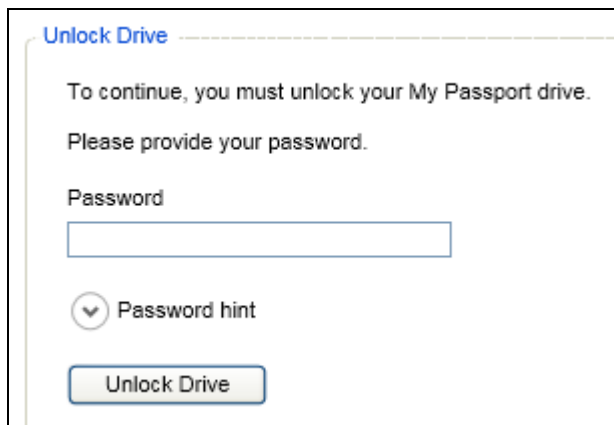 Unlock Drive
To continue, you must unlock your My Passport drive.
Please provide your password.
Password
Password hint
Unlock Drive